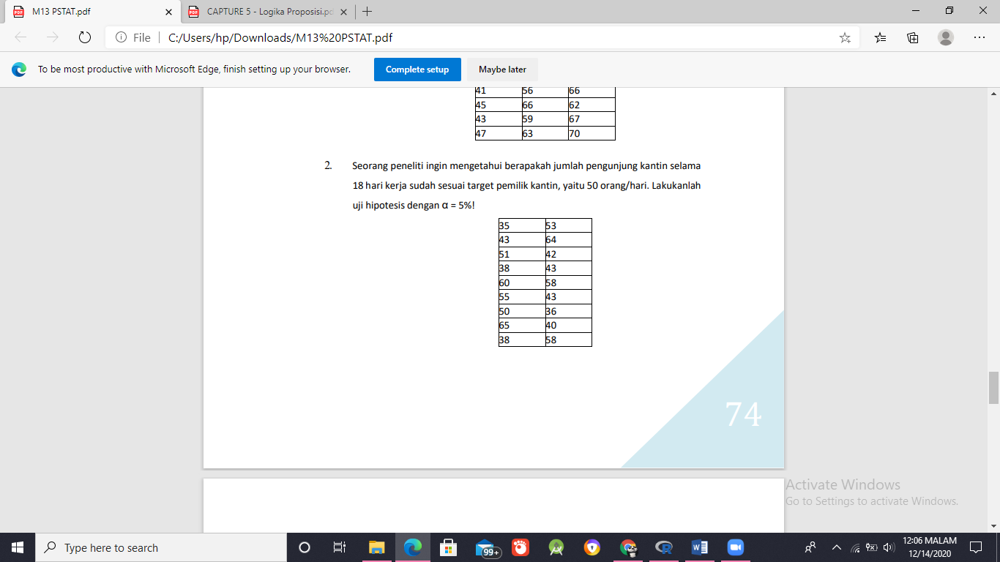 M13 PSTAT.pdf
CAPTURE 5 - Logika Proposisi.pd
File
C:/Users/hp/Downloads/M13%20PSTAT.pdf
To be most productive with Microsoft Edge, finish setting up your browser.
Complete setup
Maybe later
41 56 66
45 66 62
43 59 67
47 63 70
2. Seorang peneliti ingin mengetahui berapakah jumlah pengunjung kantin selama
18 hari kerja sudah sesuai target pemilik kantin, yaitu 50 orang/hari. Lakukanlah
uji hipotesis dengan α = 5%!
35 53
43 64
51 42
38 43
60 58
55 43
50 36
65 40
38 58
74
Activate Windows
Go to Settings to activate Windows.
Type here to search
99+
12:06 MALAM
12/14/2020